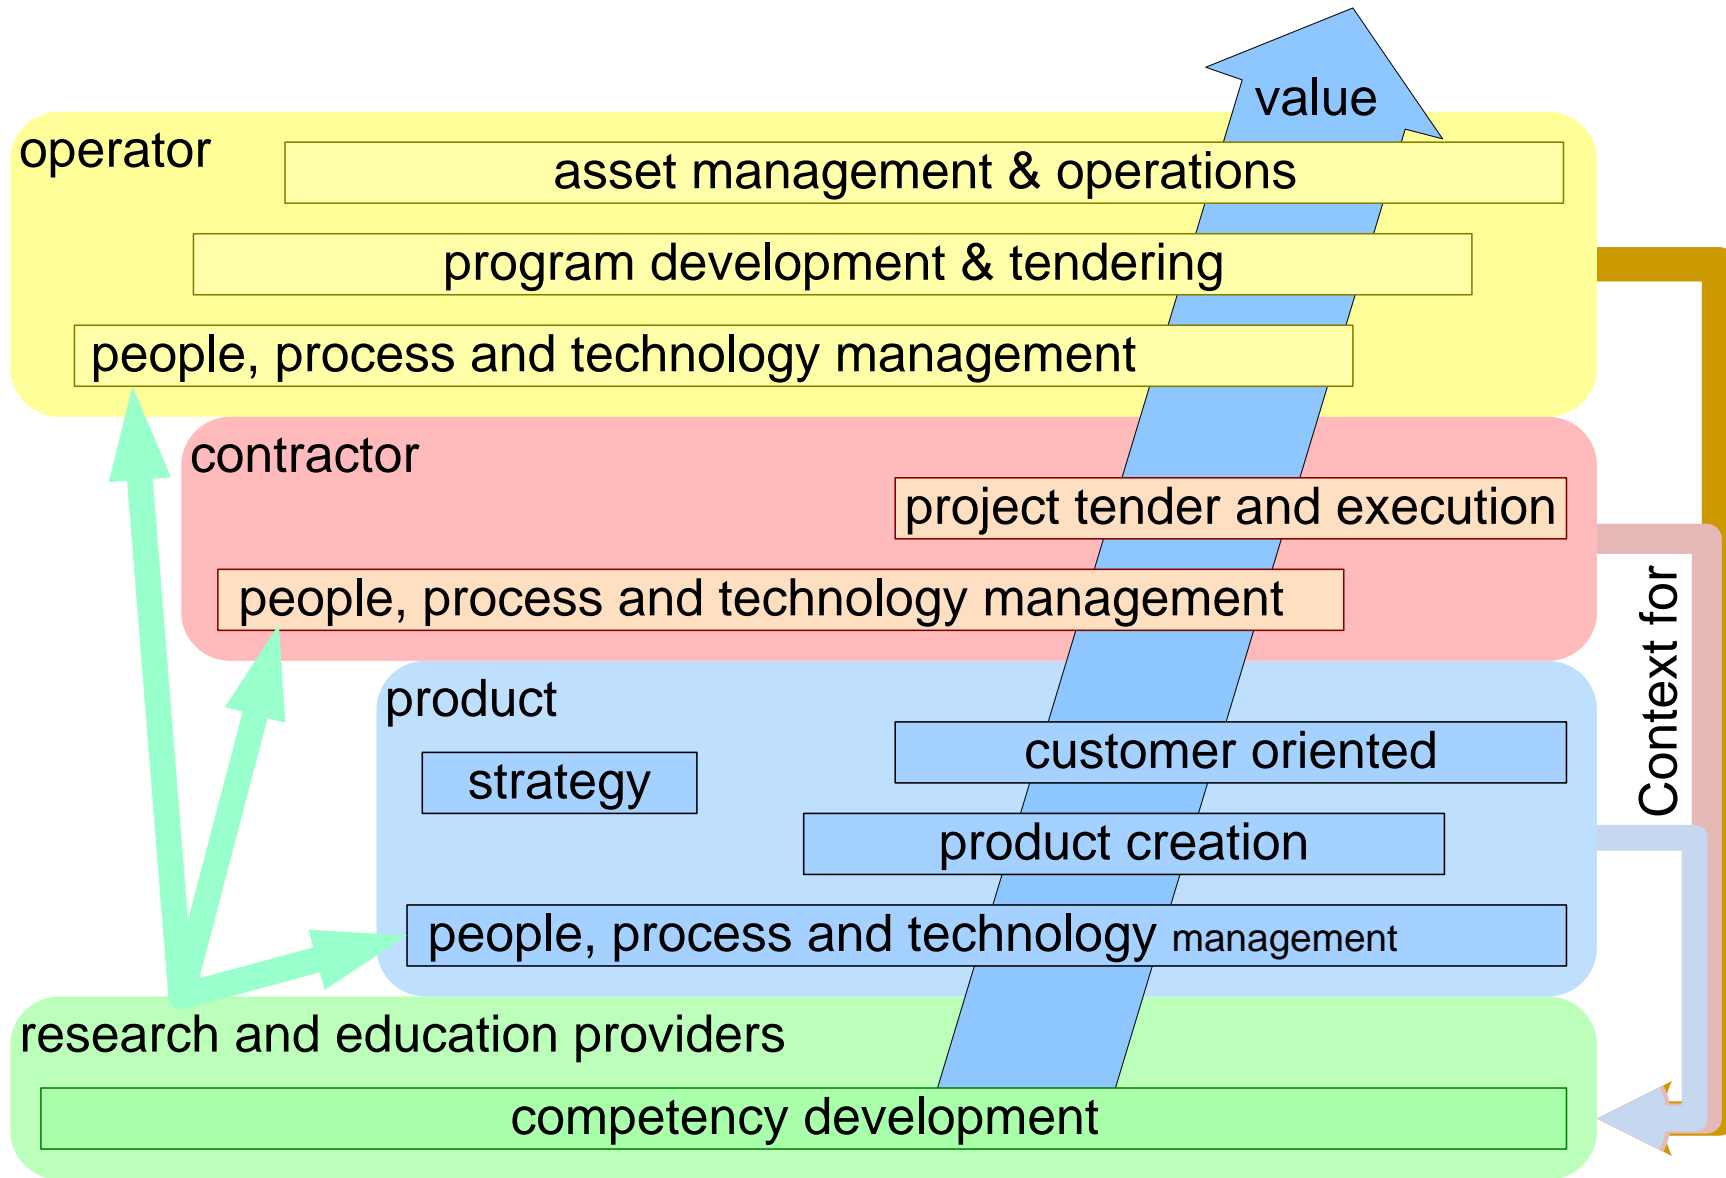 value
operator
asset management & operations
program development & tendering
people, process and technology management
contractor
project tender and execution
people, process and technology management
Context for
product
customer oriented
strategy
product creation
people, process and technology management
research and education providers
competency development